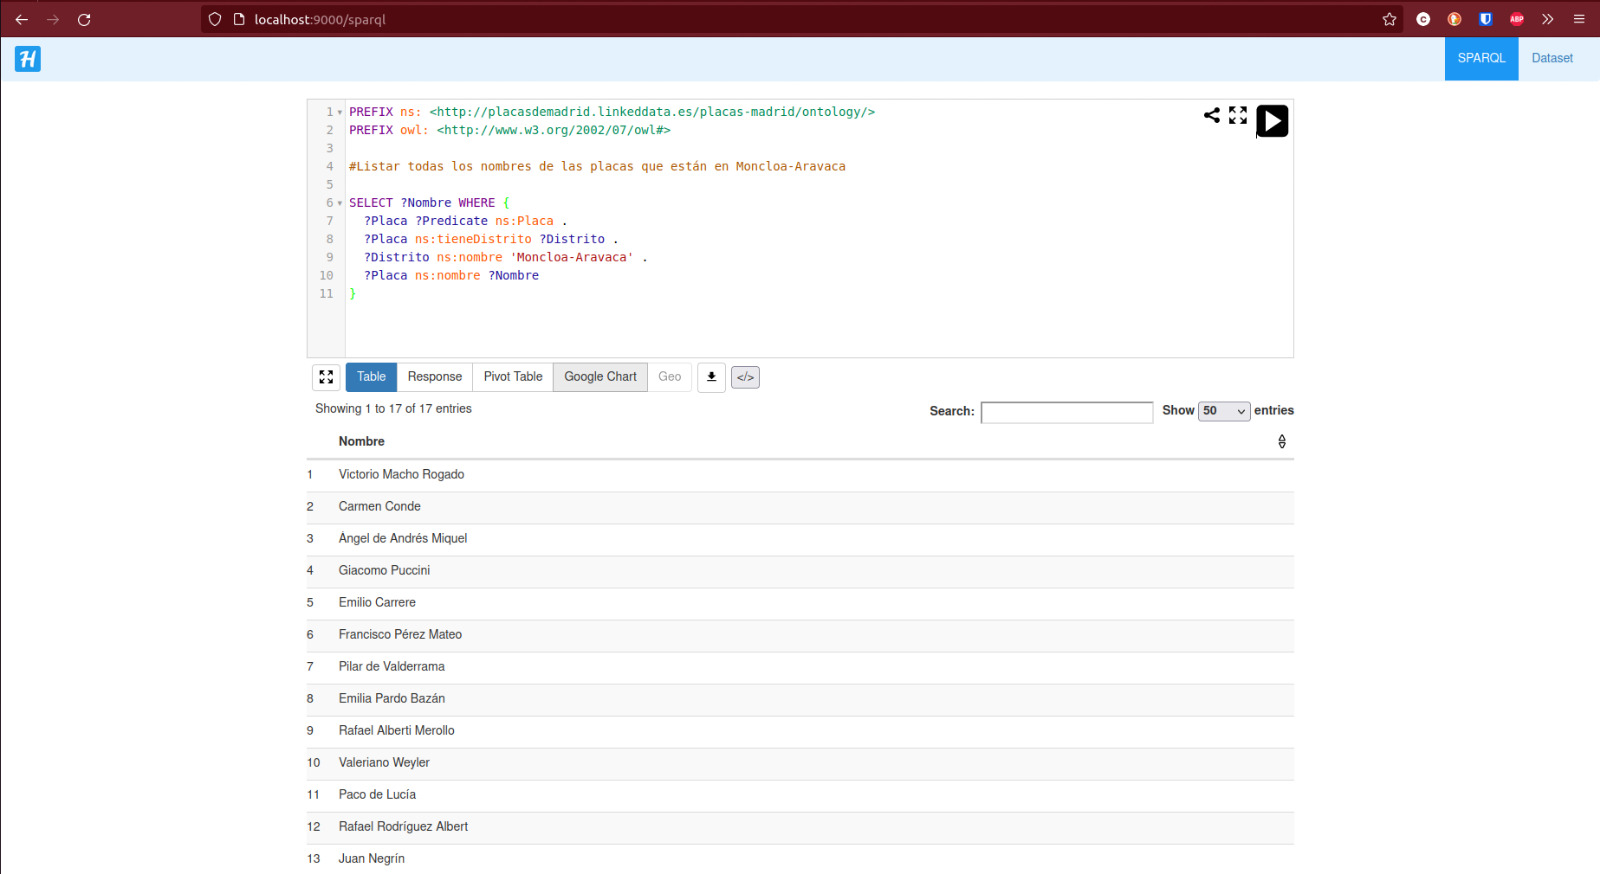 localhost:9000/sparql
ABP
H
SPARQL Dataset
1 PREFIX ns: <http://placasdemadrid.linkeddata.es/placas-madrid/ontology/>
2 PREFIX owl: <http://www.w3.org/2002/07/owl#>
3
4 #Listar todas los nombres de las placas que están en Moncloa-Aravaca
5
6 SELECT ?Nombre WHERE {
7 ?Placa ?Predicate ns:Placa .
8 ?Placa ns:tieneDistrito ?Distrito .
9 ?Distrito ns:nombre 'Moncloa-Aravaca' .
10 ?Placa ns:nombre ?Nombre
11 }
Table Response Pivot Table Google Chart Geo </>
Showing 1 to 17 of 17 entries Search: Show 50 entries
Nombre
1 Victorio Macho Rogado
2 Carmen Conde
3 Ángel de Andrés Miquel
4 Giacomo Puccini
5 Emilio Carrere
6 Francisco Pérez Mateo
7 Pilar de Valderrama
8 Emilia Pardo Bazán
9 Rafael Alberti Merollo
10 Valeriano Weyler
11 Paco de Lucía
12 Rafael Rodríguez Albert
13 Juan Negrín